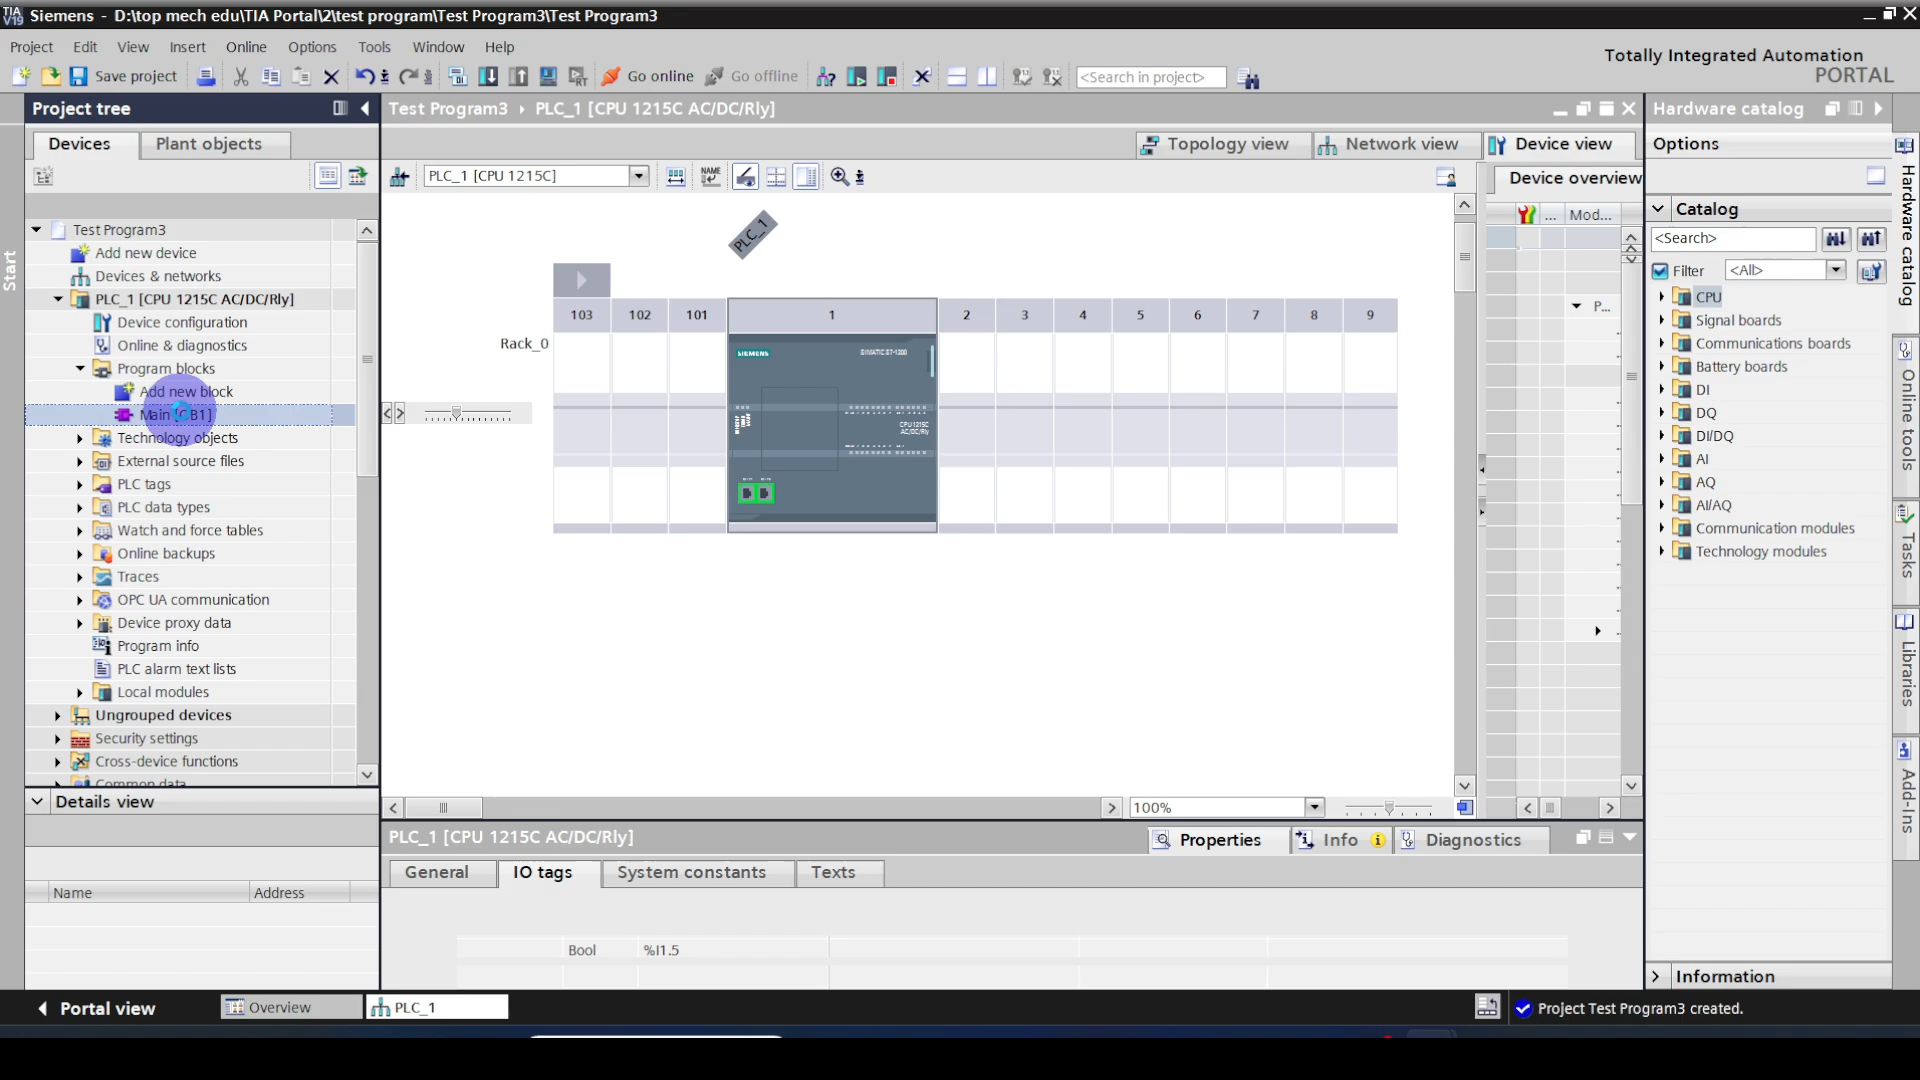 Siemens - D:\top mech edu\TIA Portal\2\test program\Test Program3\Test Program3
Project Edit View Insert Online Options Tools Window Help
Totally Integrated Automation
PORTAL
Save project
Go online
Go offline
<Search in project>
Project tree
Test Program3 PLC_1 [CPU 1215C AC/DC/Rly]
Hardware catalog
Devices
Plant objects
Topology view
Network view
Device view
Options
PLC_1 [CPU 1215C]
Device overview
... Mod...
Catalog
<Search>
Filter
<All>
Start
Test Program3
Add new device
Devices & networks
PLC_1 [CPU 1215C AC/DC/Rly]
Device configuration
Online & diagnostics
Program blocks
Add new block
Main [OB1]
Technology objects
External source files
PLC tags
PLC data types
Watch and force tables
Online backups
Traces
OPC UA communication
Device proxy data
Program info
PLC alarm text lists
Local modules
Ungrouped devices
Security settings
Cross-device functions
Common data
PLC_1
103 102 101 1 2 3 4 5 6 7 8 9
Rack_0
SIEMENS
SIMATIC S7-1200
CPU 1215C
AC/DC/Rly
P...
CPU
Signal boards
Communications boards
Battery boards
DI
DQ
DI/DQ
AI
AQ
AI/AQ
Communication modules
Technology modules
Hardware catalog
Online tools
Tasks
Libraries
Add-Ins
100%
Details view
Name
Address
PLC_1 [CPU 1215C AC/DC/Rly]
Properties
Info
Diagnostics
General
IO tags
System constants
Texts
Bool
%I1.5
Information
Portal view
Overview
PLC_1
Project Test Program3 created.